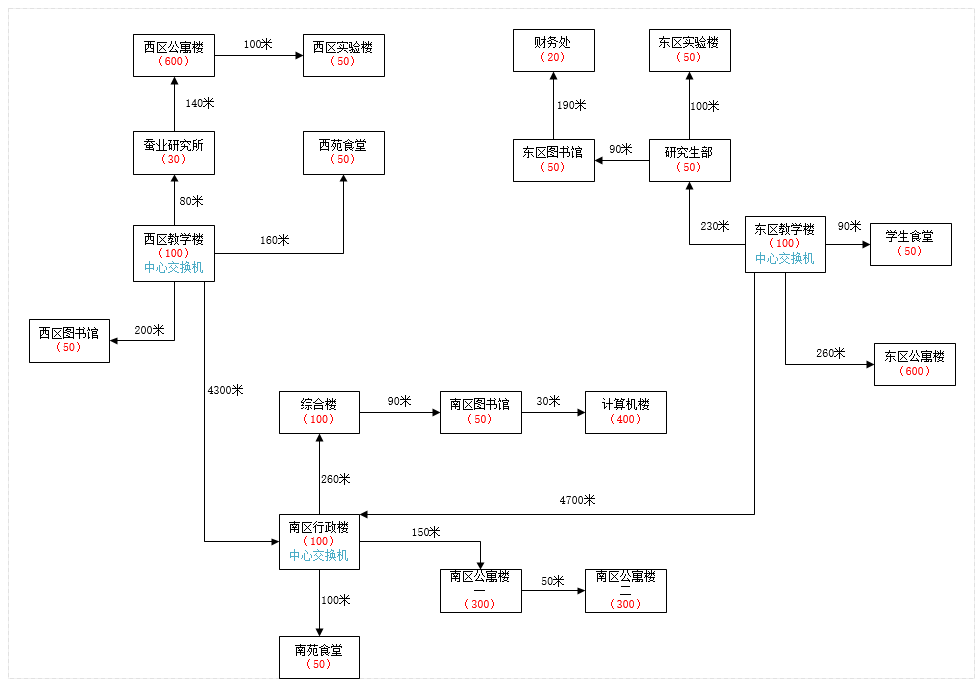 西区公寓楼
（600）
100米
西区实验楼
（50）
财务处
（20）
东区实验楼
（50）
140米
190米
100米
蚕业研究所
（30）
西苑食堂
（50）
东区图书馆
（50）
90米
研究生部
（50）
80米
西区教学楼
（100）
中心交换机
160米
230米
东区教学楼
（100）
中心交换机
90米
学生食堂
（50）
西区图书馆
（50）
200米
260米
东区公寓楼
（600）
4300米
综合楼
（100）
90米
南区图书馆
（50）
30米
计算机楼
（400）
260米
4700米
南区行政楼
（100）
中心交换机
150米
南区公寓楼
一
（300）
50米
南区公寓楼
二
（300）
100米
南苑食堂
（50）